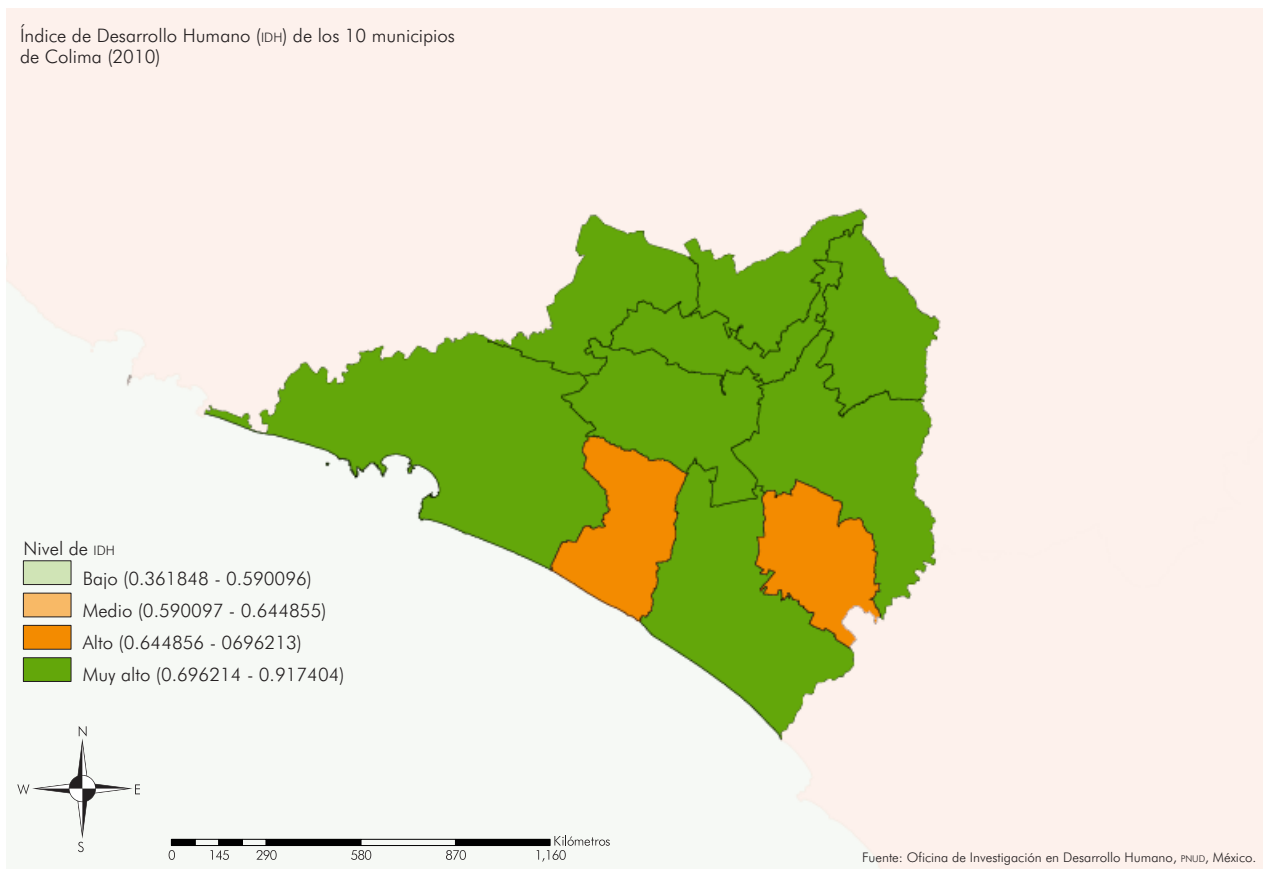 Índice de Desarrollo Humano (IDH) de los 10 municipios
de Colima (2010)
Nivel de IDH
Bajo (0.361848 - 0.590096)
Medio (0.590097 - 0.644855)
Alto (0.644856 - 0696213)
Muy alto (0.696214 - 0.917404)
N
W E
S
Kilómetros
0 145 290 580 870 1,160
Fuente: Oficina de Investigación en Desarrollo Humano, PNUD, México.